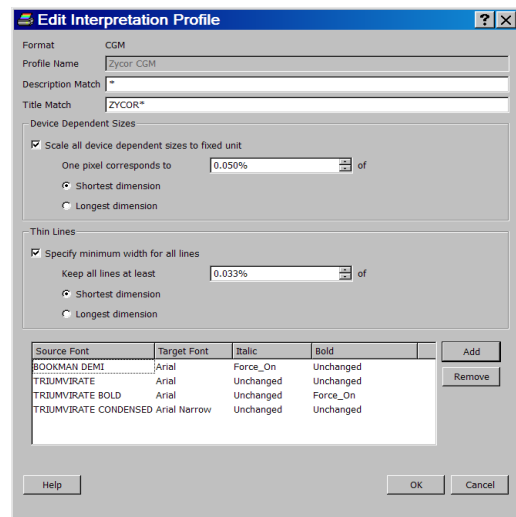 Edit Interpretation Profile ? X
Format CGM
Profile Name Zycor CGM
Description Match *
Title Match ZYCOR*
Device Dependent Sizes
Scale all device dependent sizes to fixed unit
One pixel corresponds to 0.050% of
Shortest dimension
Longest dimension
Thin Lines
Specify minimum width for all lines
Keep all lines at least 0.033% of
Shortest dimension
Longest dimension
Source Font Target Font Italic Bold Add
BOOKMAN DEMI Arial Force_On Unchanged
TRIUMVIRATE Arial Unchanged Unchanged Remove
TRIUMVIRATE BOLD Arial Unchanged Force_On
TRIUMVIRATE CONDENSED Arial Narrow Unchanged Unchanged
Help OK Cancel